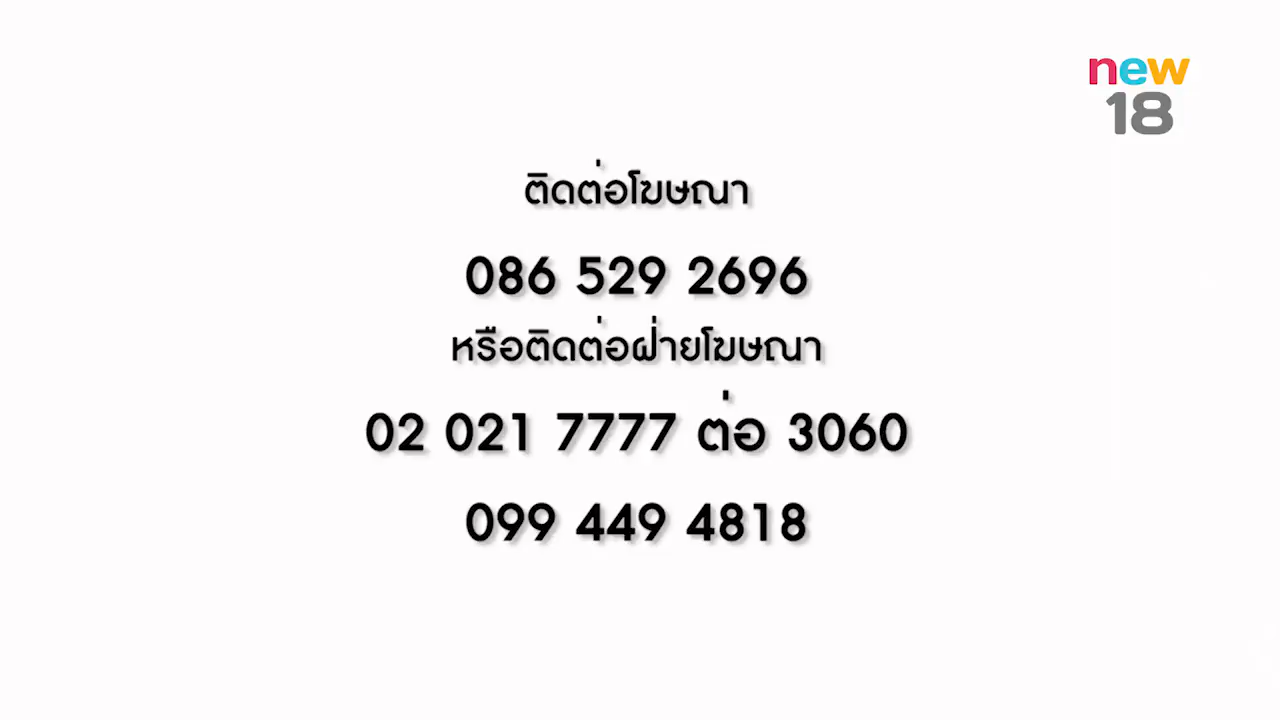 new
18
ติดต่อโฆษณา
086 529 2696
หรือติดต่อฝ่ายโฆษณา
02 021 7777 ต่อ 3060
099 449 4818